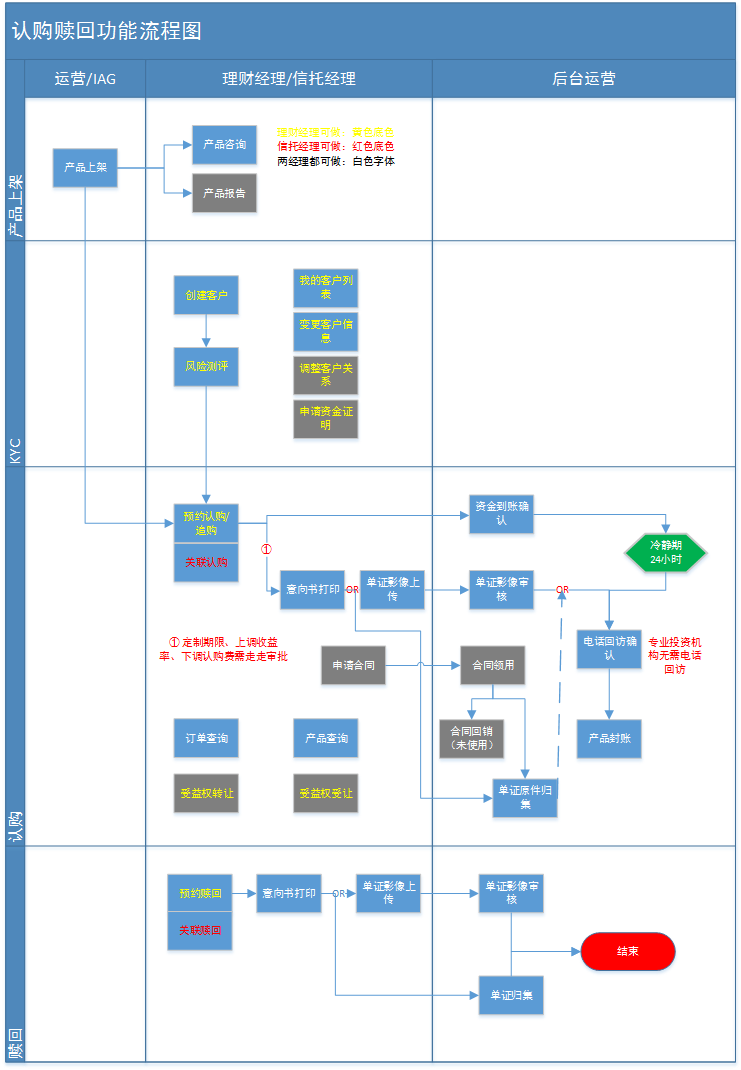 认购赎回功能流程图
运营/IAG
理财经理/信托经理
后台运营
产品上架
产品上架
产品咨询
产品报告
理财经理可做：黄色底色
信托经理可做：红色底色
两经理都可做：白色字体
KYC
创建客户
风险测评
我的客户列
表
变更客户信
息
调整客户关
系
申请资金证
明
认购
预约认购/
追购
关联认购
①
资金到账确
认
冷静期
24小时
意向书打印
OR
单证影像上
传
单证影像审
核
OR
① 定制期限、上调收益
率、下调认购费需走走审批
申请合同
合同领用
电话回访确
认
专业投资机
构无需电话
回访
订单查询
产品查询
合同回销
（未使用）
产品封账
受益权转让
受益权受让
单证原件归
集
赎回
预约赎回
关联赎回
意向书打印
OR
单证影像上
传
单证影像审
核
结束
单证归集